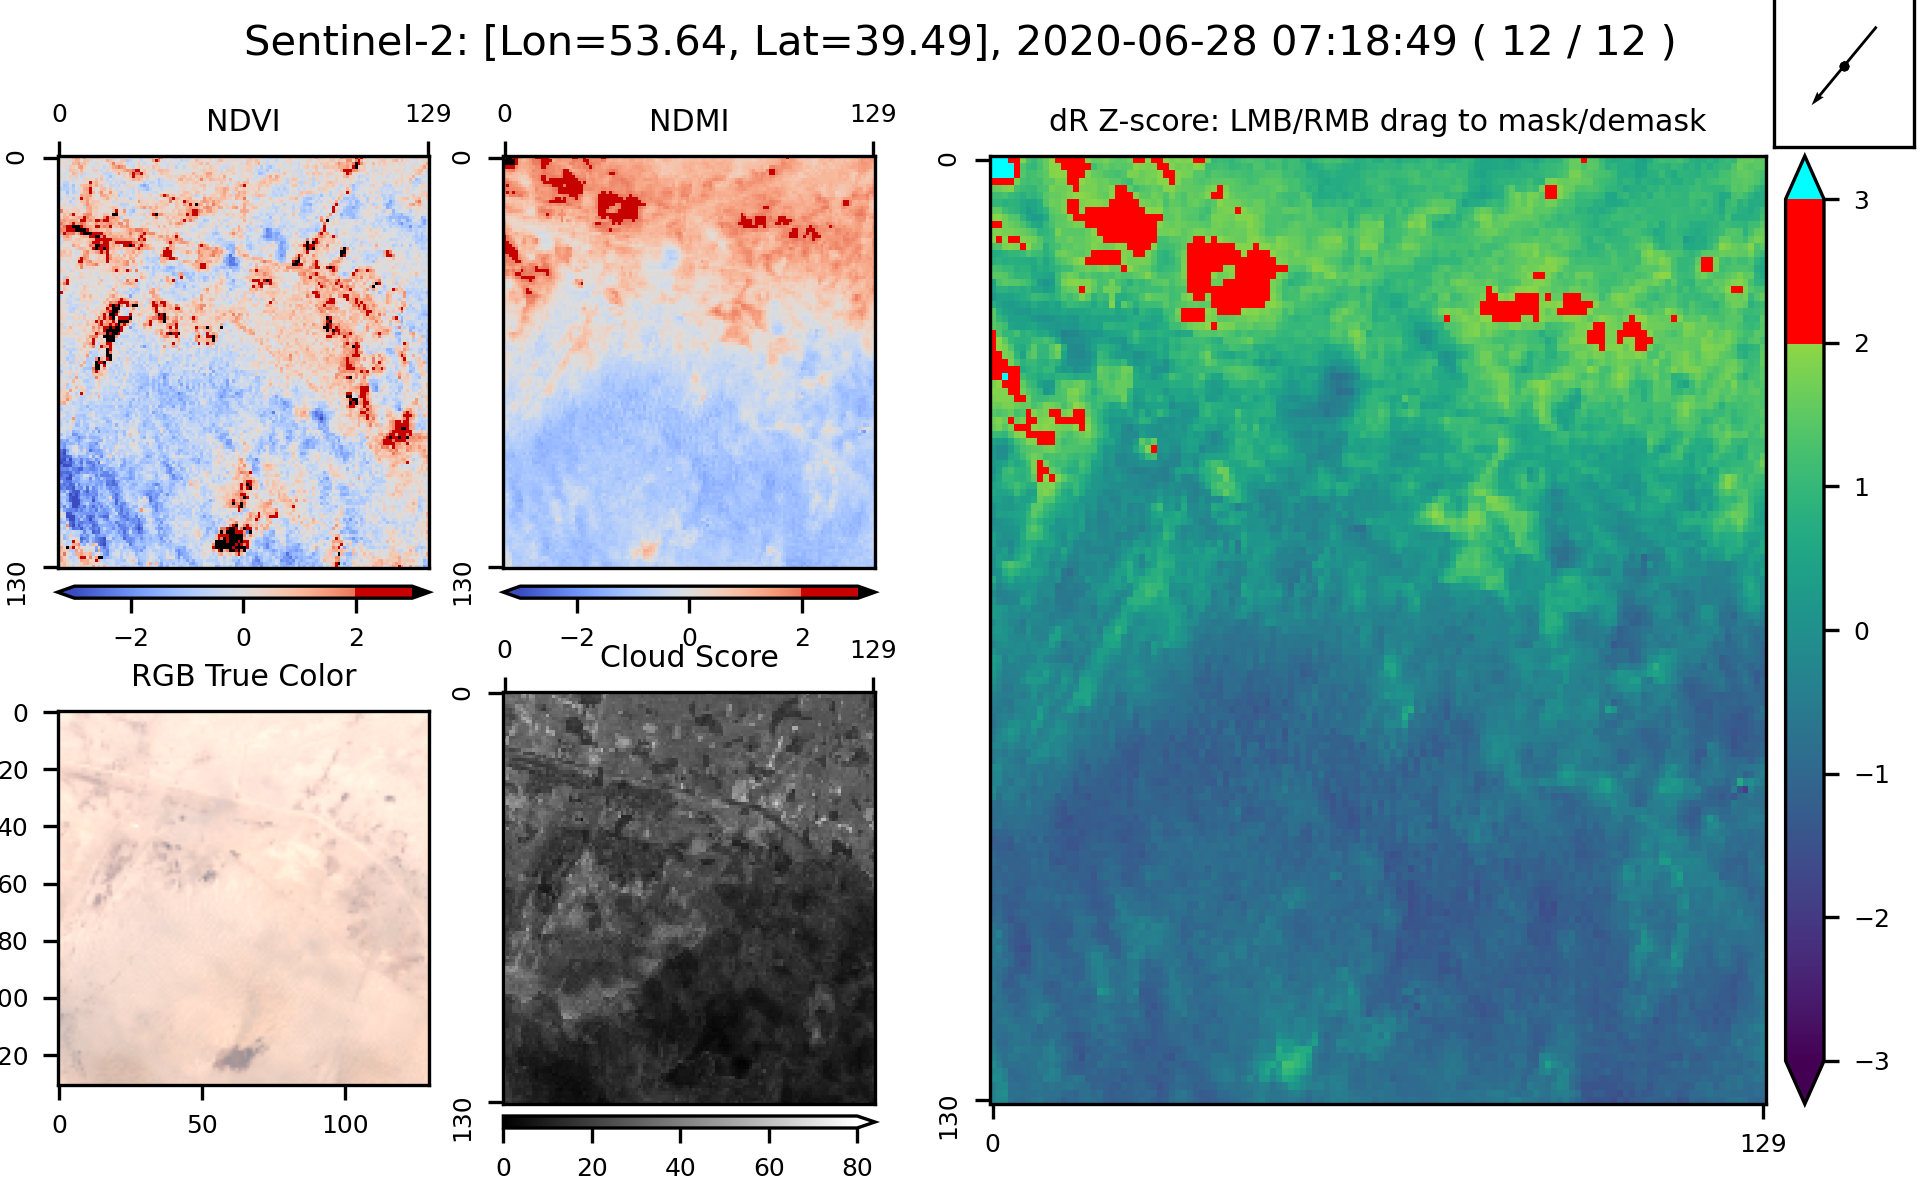 Sentinel-2: [Lon=53.64, Lat=39.49], 2020-06-28 07:18:49 ( 12 / 12 )
0 129 0 129
NDVI NDMI dR Z-score: LMB/RMB drag to mask/demask
0 0 0
3
2
1
0
−1
−2
−3
130 130
−2 0 2 −2 0 2
0 129
RGB True Color Cloud Score
0 0
20
40
60
80
00
20
130 130
0 50 100
0 20 40 60 80
0 129